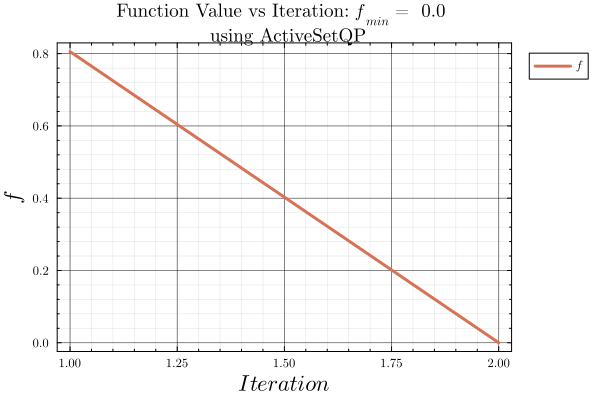 Function Value vs Iteration: f_min = 0.0
using ActiveSetQP
f
0.8
0.6
0.4
0.2
0.0
f
1.00 1.25 1.50 1.75 2.00
Iteration